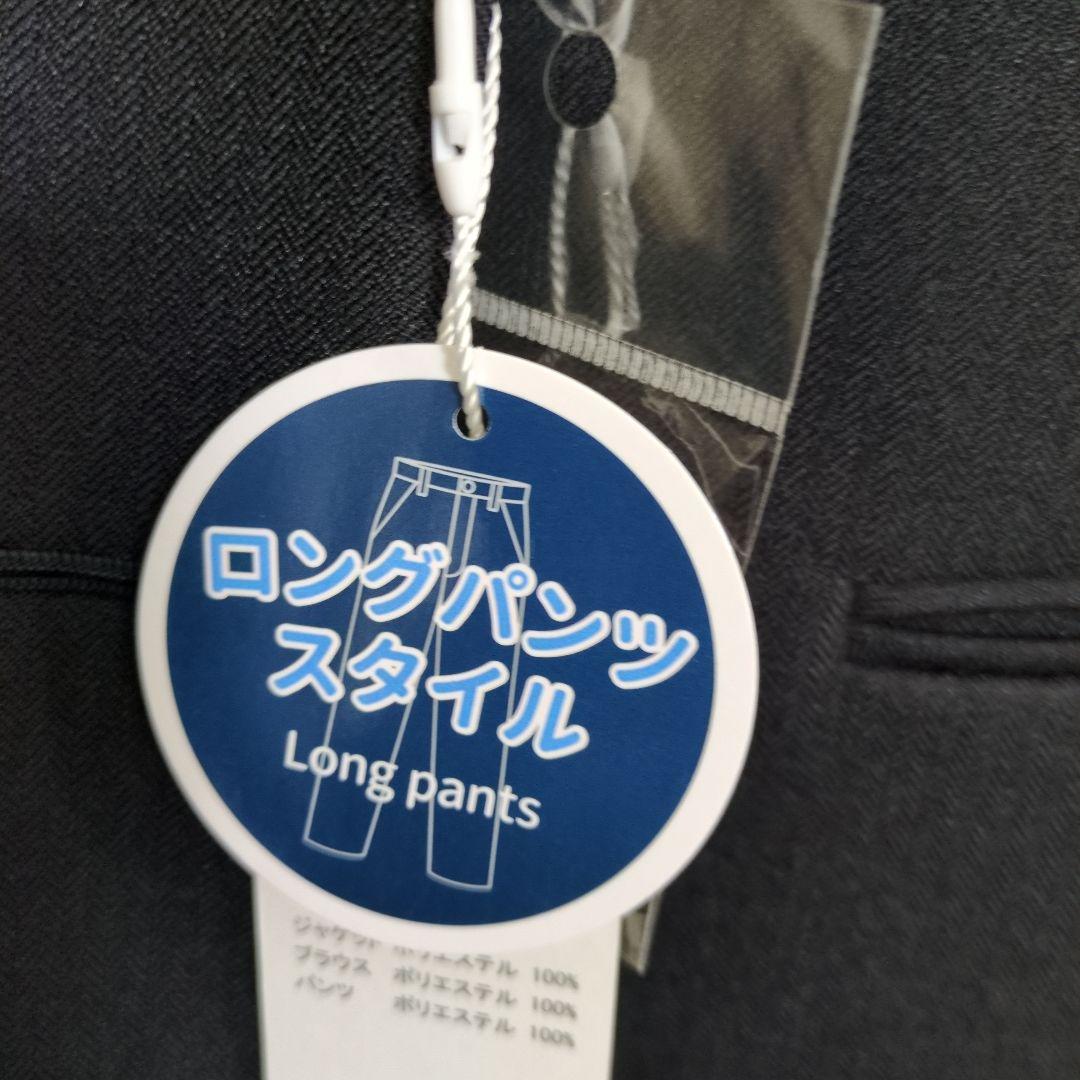 ロングパンツ
スタイル
Long pants
ジャケット ポリエステル 100%
ブラウス ポリエステル 100%
パンツ ポリエステル 100%